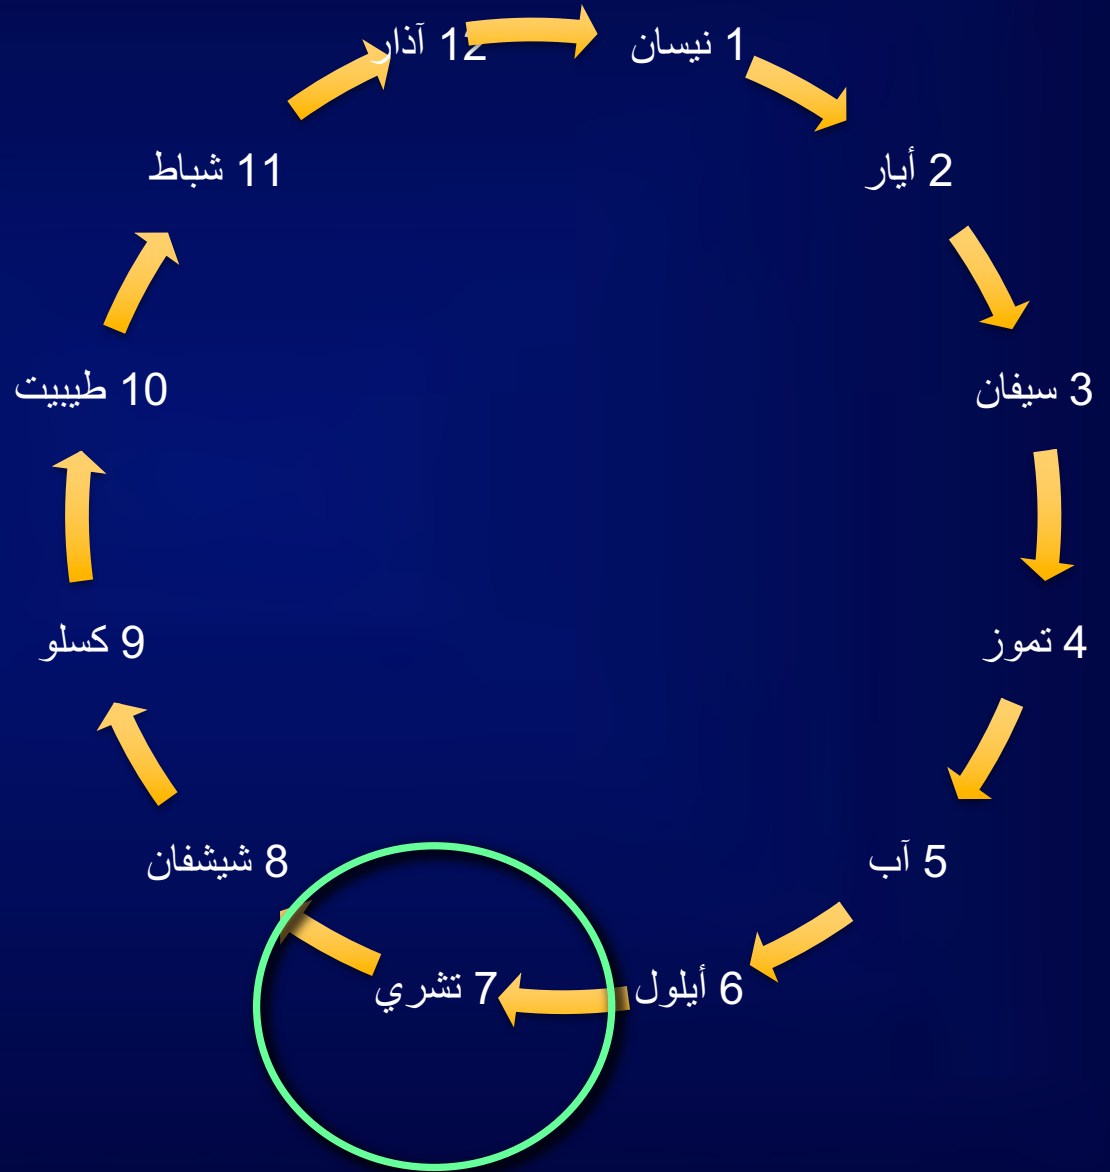 1 نيسان
2 أيار
3 سيفان
4 تموز
5 آب
6 أيلول
7 تشري
8 شيشفان
9 كسلو
10 طيبيت
11 شباط
12 آذار